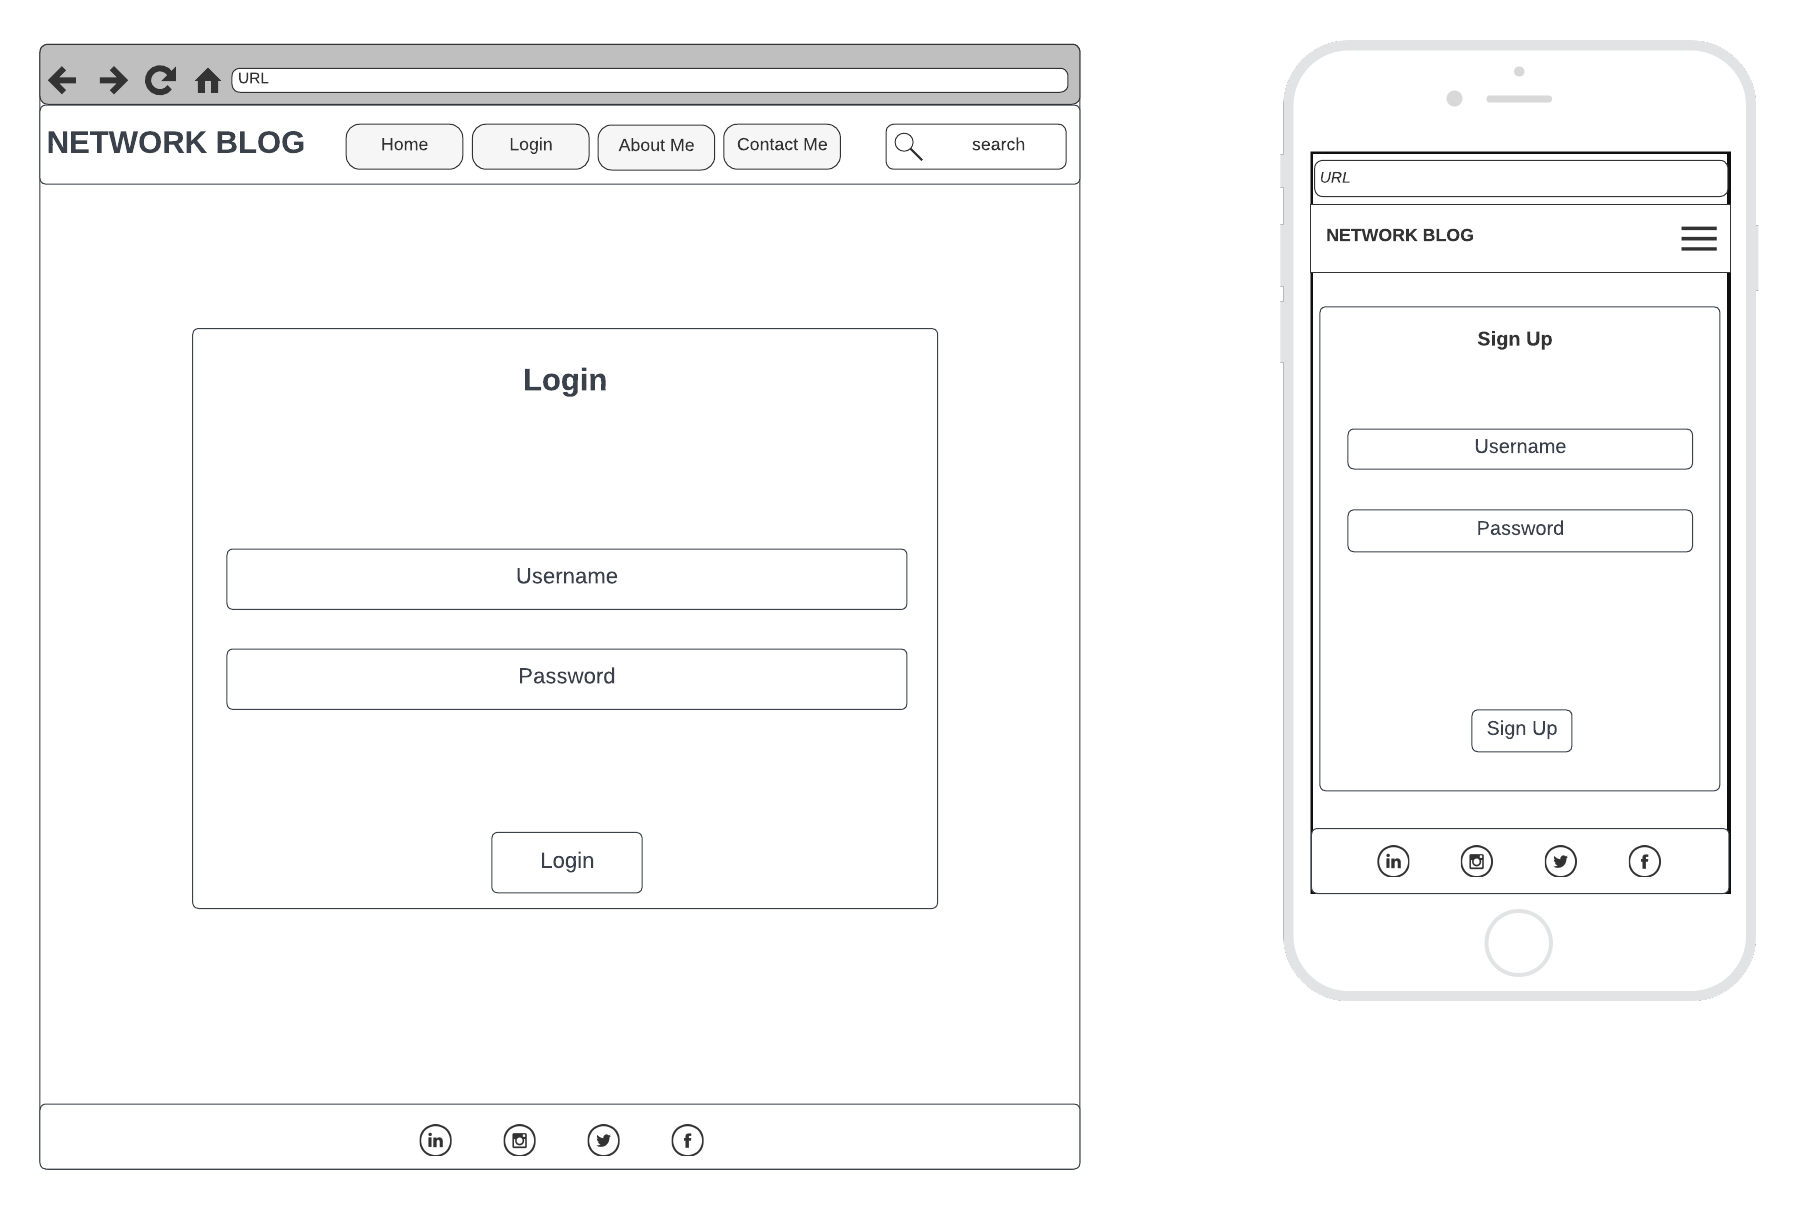 URL
NETWORK BLOG
Home
Login
About Me
Contact Me
search
Login
Username
Password
Login
URL
NETWORK BLOG
Sign Up
Username
Password
Sign Up